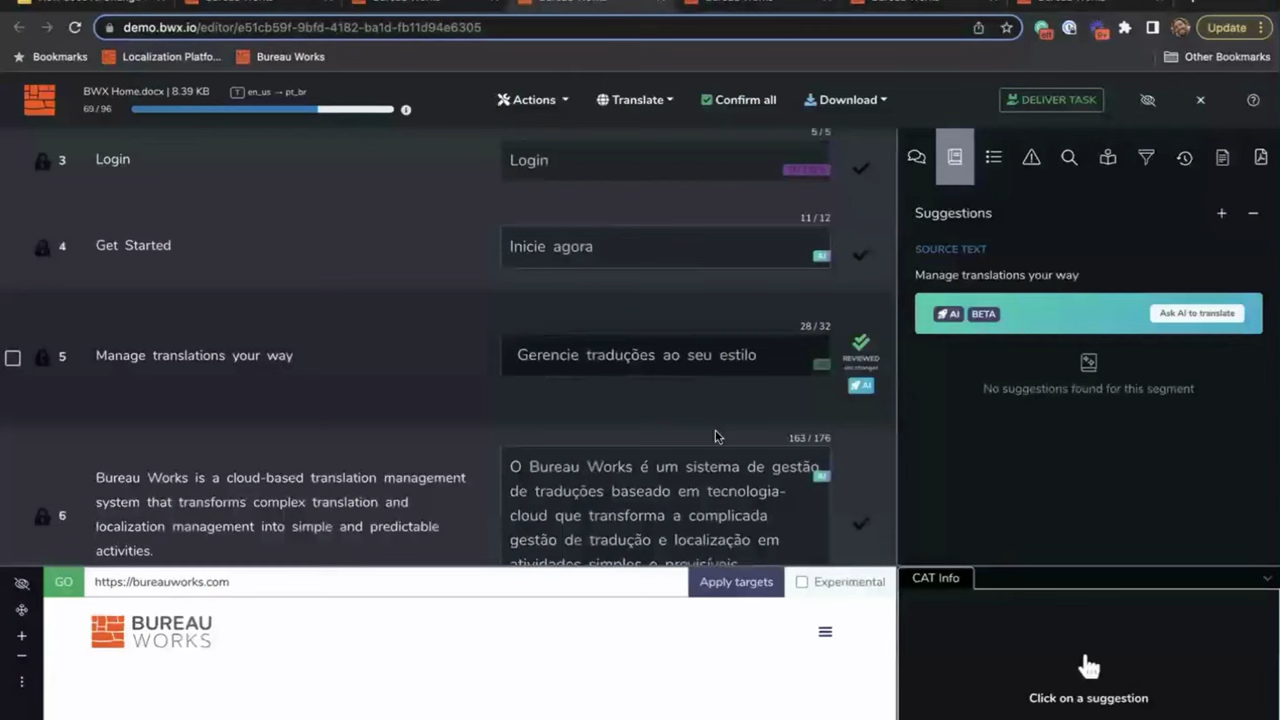 demo.bwx.io/editor/e51cb59f-9bfd-4182-ba1d-fb11d94e6305
Update
Bookmarks
Localization Platfo...
Bureau Works
Other Bookmarks
BWX Home.docx | 8.39 KB
en_us → pt_br
69 / 96
Actions
Translate
Confirm all
Download
DELIVER TASK
5 / 5
3
Login
Login
11 / 12
4
Get Started
Inicie agora
AI
28 / 32
5
Manage translations your way
Gerencie traduções ao seu estilo
REVIEWED
AI
163 / 176
6
Bureau Works is a cloud-based translation management
system that transforms complex translation and
localization management into simple and predictable
activities.
O Bureau Works é um sistema de gestão
de traduções baseado em tecnologia-
cloud que transforma a complicada
gestão de tradução e localização em
atividades simples e previsíveis
AI
Suggestions
SOURCE TEXT
Manage translations your way
AI
BETA
Ask AI to translate
No suggestions found for this segment
GO
https://bureauworks.com
Apply targets
Experimental
BUREAU
WORKS
CAT Info
Click on a suggestion